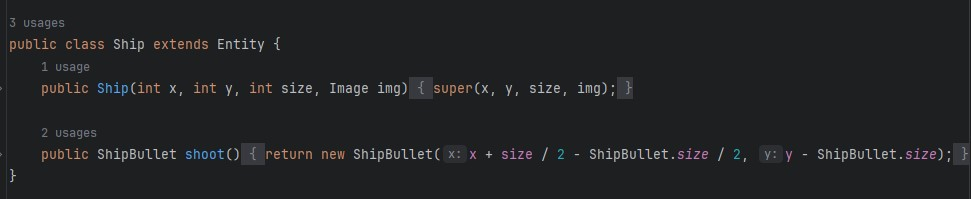 3 usages
public class Ship extends Entity {
1 usage
public Ship(int x, int y, int size, Image img) { super(x, y, size, img); }
2 usages
public ShipBullet shoot() { return new ShipBullet( x: x + size / 2 - ShipBullet.size / 2, y: y - ShipBullet.size); }
}